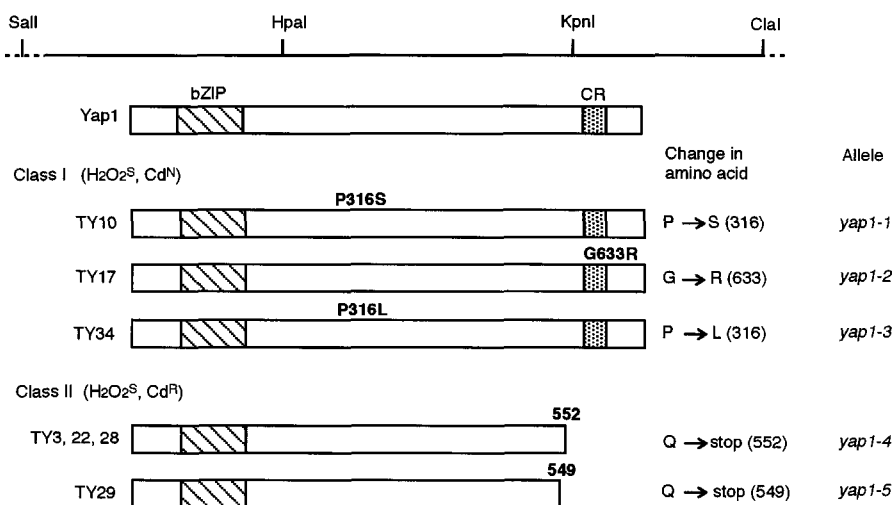 SalI HpaI KpnI ClaI
bZIP CR
Yap1
Change in amino acid Allele
Class I (H2O2S, CdN)
P316S
TY10 P → S (316) yap1-1
G633R
TY17 G → R (633) yap1-2
P316L
TY34 P → L (316) yap1-3
Class II (H2O2S, CdR)
552
TY3, 22, 28 Q → stop (552) yap1-4
549
TY29 Q → stop (549) yap1-5